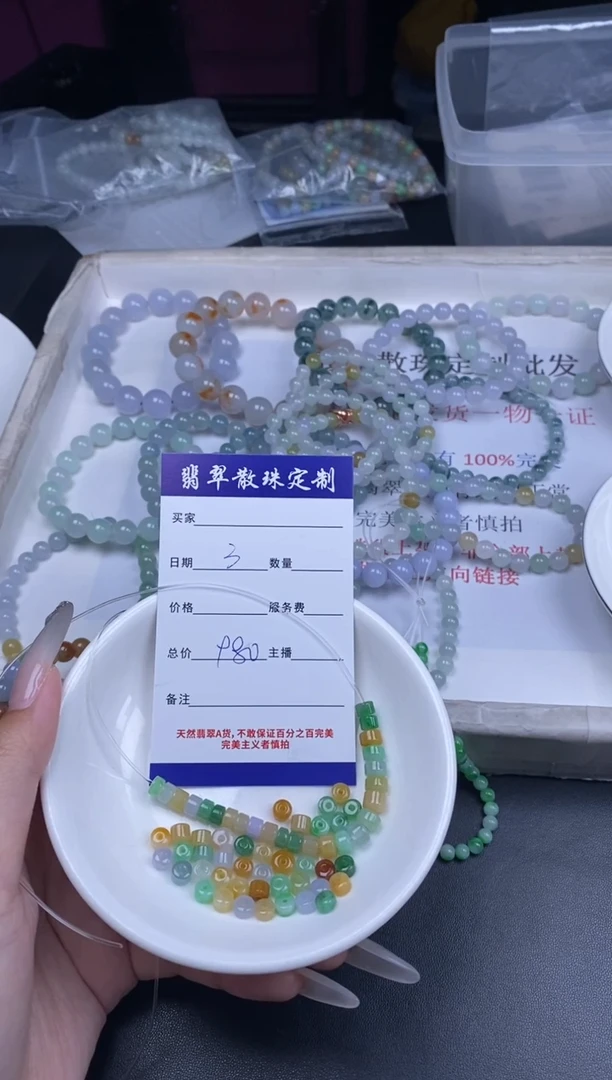 散珠定制批发
货一物 证
有 100%完
完美 者慎拍
向链接
翡翠散珠定制
买家
日期 3 数量
价格 服务费
总价 980 主播
备注
天然翡翠A货，不敢保证百分之百完美
完美主义者慎拍